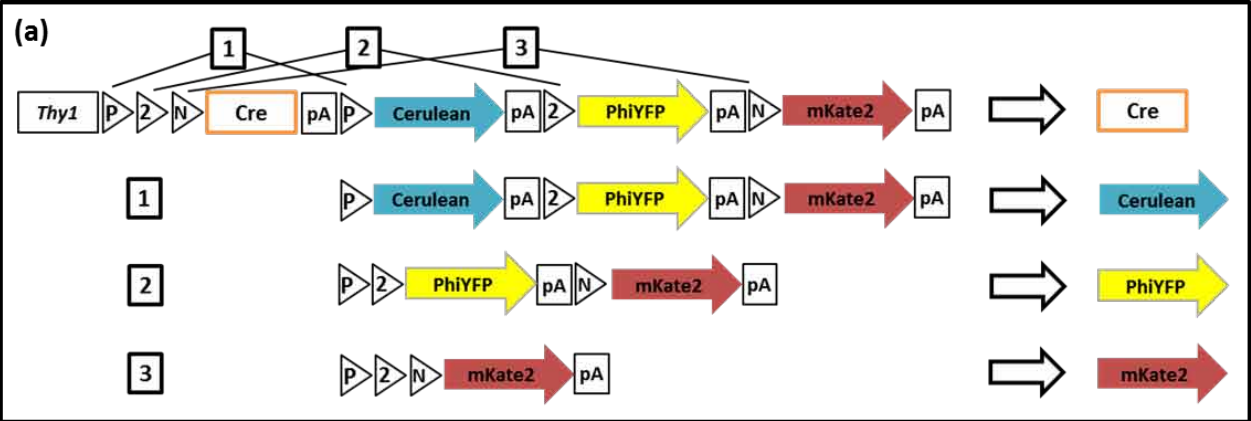 (a)
1 2 3
Thy1 P 2 N Cre pA P Cerulean pA 2 PhiYFP pA N mKate2 pA Cre
1 P Cerulean pA 2 PhiYFP pA N mKate2 pA Cerulean
2 P 2 PhiYFP pA N mKate2 pA PhiYFP
3 P 2 N mKate2 pA mKate2